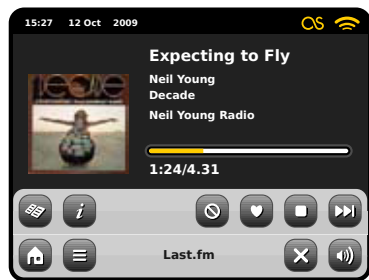 15:27 12 Oct 2009
Expecting to Fly
Neil Young
Decade
Neil Young Radio
1:24/4.31
Last.fm